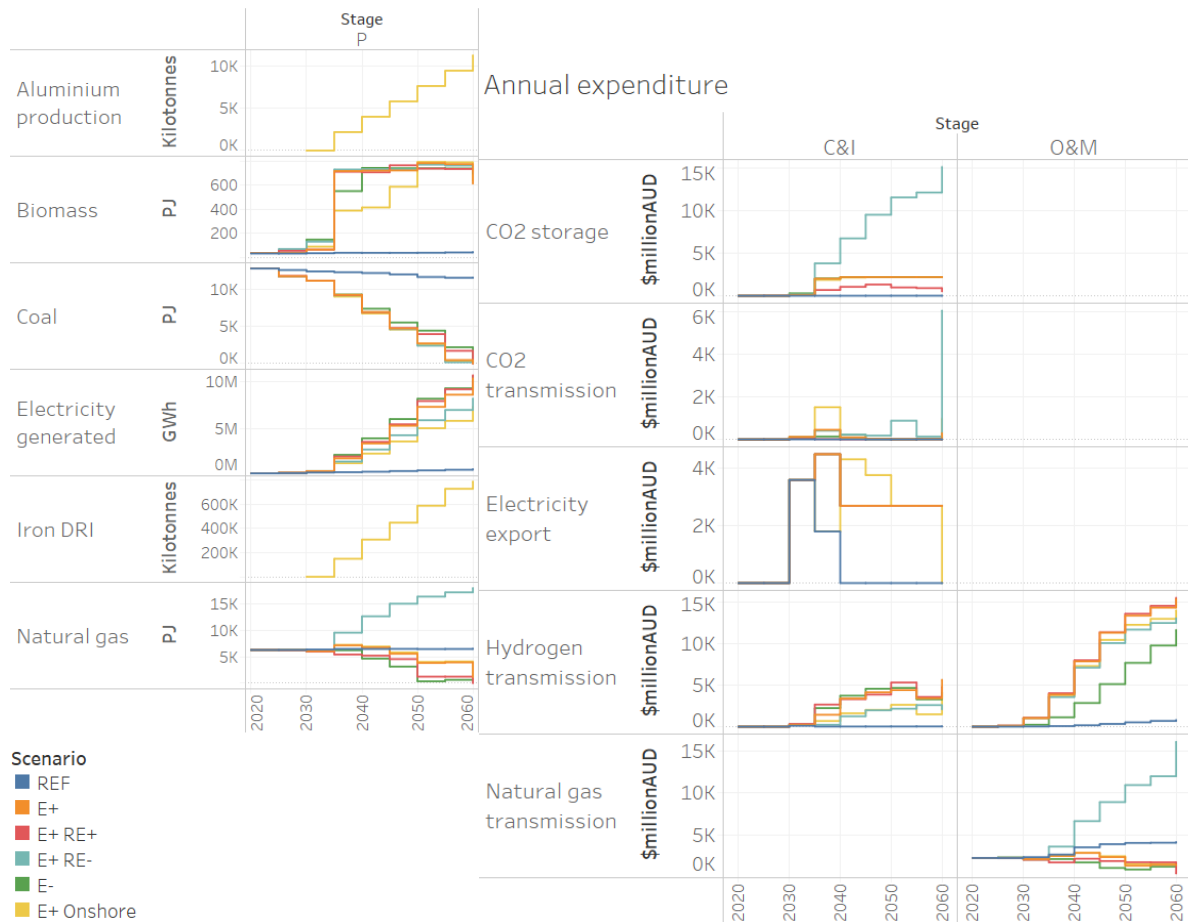 Stage
P
Aluminium
production
Kilotonnes
10K
5K
0K
Biomass
PJ
600
400
200
Coal
PJ
10K
5K
0K
Electricity
generated
GWh
10M
5M
0M
Iron DRI
Kilotonnes
600K
400K
200K
Natural gas
PJ
15K
10K
5K
2020
2030
2040
2050
2060
Scenario
REF
E+
E+ RE+
E+ RE-
E-
E+ Onshore
Annual expenditure
Stage
C&I
O&M
CO2 storage
$millionAUD
15K
10K
5K
0K
CO2
transmission
$millionAUD
6K
4K
2K
0K
Electricity
export
$millionAUD
4K
2K
0K
Hydrogen
transmission
$millionAUD
15K
10K
5K
0K
Natural gas
transmission
$millionAUD
15K
10K
5K
0K
2020
2030
2040
2050
2060
2020
2030
2040
2050
2060